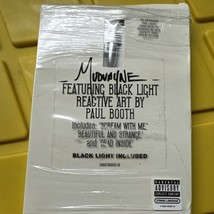 MUDVAYNE
FEATURING BLACK LIGHT
REACTIVE ART BY
PAUL BOOTH
Includes: "SCREAM WITH ME,"
BEAUTIFUL AND STRANGE
and "DEAD INSIDE"
BLACK LIGHT INCLUDED
PARENTAL
ADVISORY
EXPLICIT CONTENT